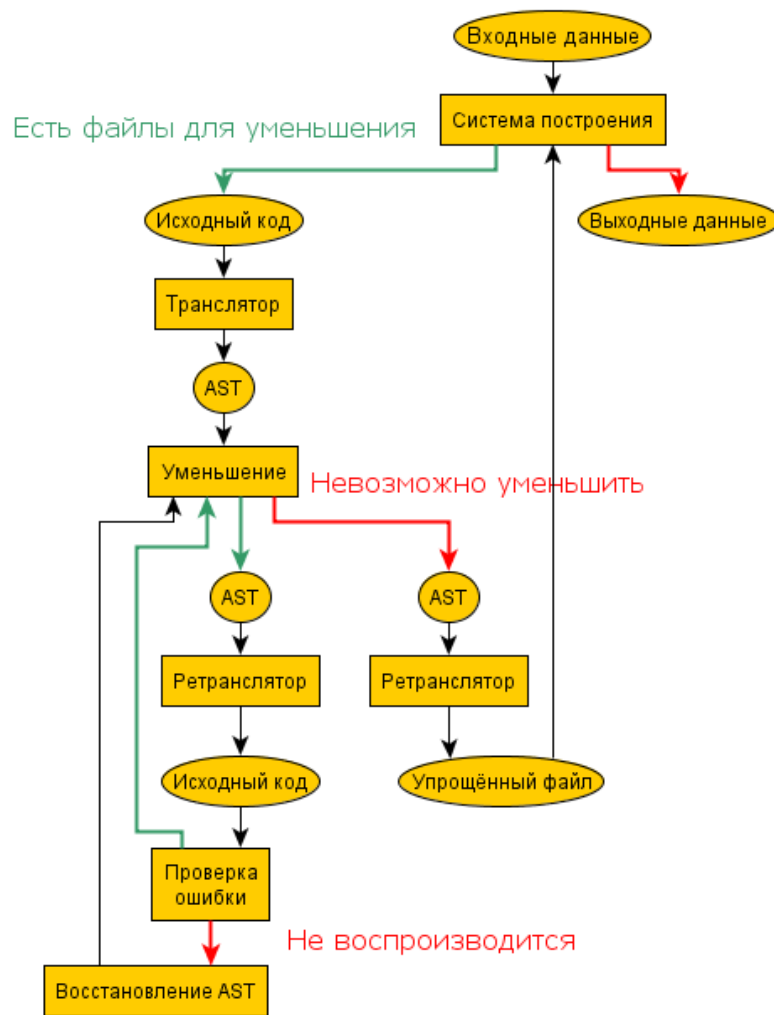 Входные данные
Система построения
Есть файлы для уменьшения
Исходный код
Выходные данные
Транслятор
AST
Уменьшение
Невозможно уменьшить
AST
AST
Ретранслятор
Ретранслятор
Исходный код
Упрощённый файл
Проверка
ошибки
Не воспроизводится
Восстановление AST